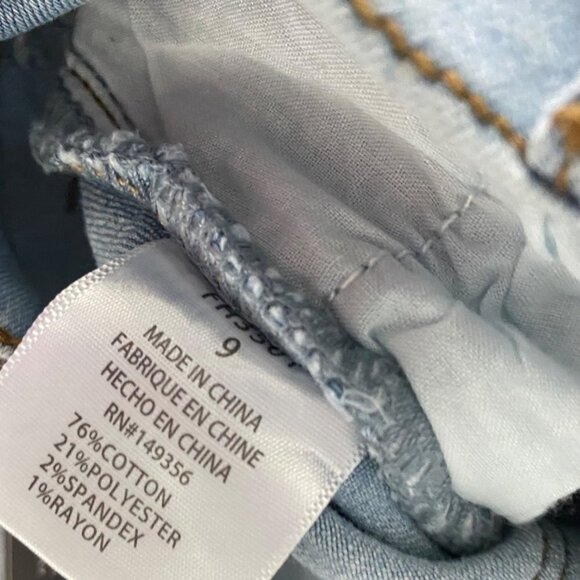 9
MADE IN CHINA
FABRIQUE EN CHINE
HECHO EN CHINA
RN#149356
76%COTTON
21%POLYESTER
2%SPANDEX
1%RAYON